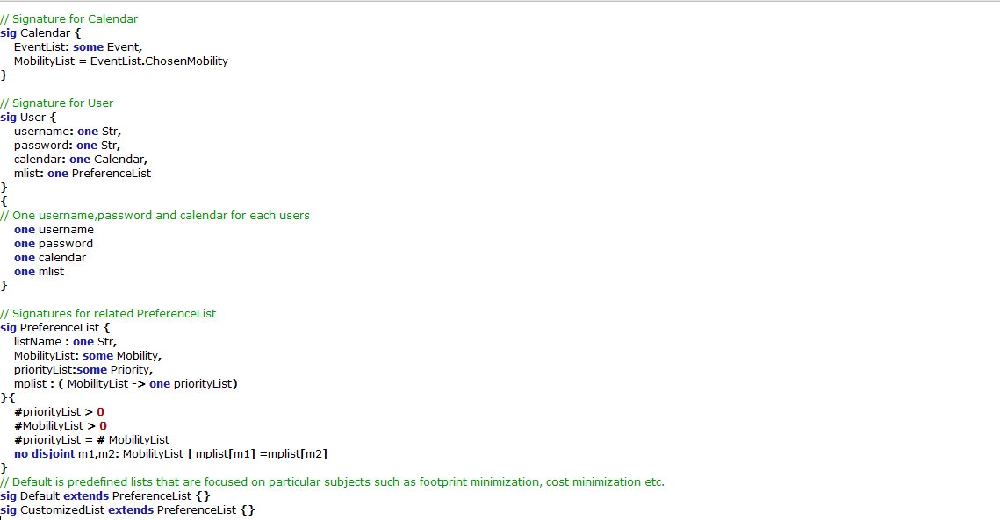 // Signature for Calendar
sig Calendar {
EventList: some Event,
MobilityList = EventList.ChosenMobility
}
// Signature for User
sig User {
username: one Str,
password: one Str,
calendar: one Calendar,
mlist: one PreferenceList
}
{
// One username,password and calendar for each users
one username
one password
one calendar
one mlist
}
// Signatures for related PreferenceList
sig PreferenceList {
listName : one Str,
MobilityList: some Mobility,
priorityList:some Priority,
mplist : ( MobilityList -> one priorityList)
}{
#priorityList > 0
#MobilityList > 0
#priorityList = # MobilityList
no disjoint m1,m2: MobilityList | mplist[m1] =mplist[m2]
}
// Default is predefined lists that are focused on particular subjects such as footprint minimization, cost minimization etc.
sig Default extends PreferenceList {}
sig CustomizedList extends PreferenceList {}